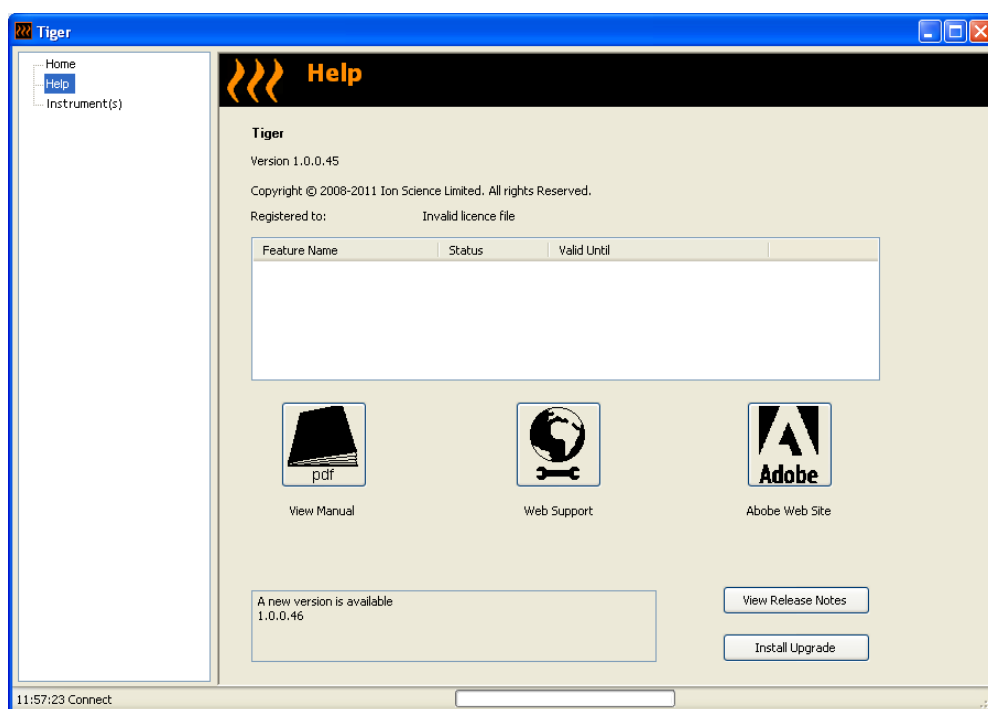 Tiger
Home
Help
Instrument(s)
Help
Tiger
Version 1.0.0.45
Copyright © 2008-2011 Ion Science Limited. All rights Reserved.
Registered to: Invalid licence file
Feature Name Status Valid Until
pdf
Adobe
View Manual Web Support Abobe Web Site
A new version is available
1.0.0.46
View Release Notes
Install Upgrade
11:57:23 Connect